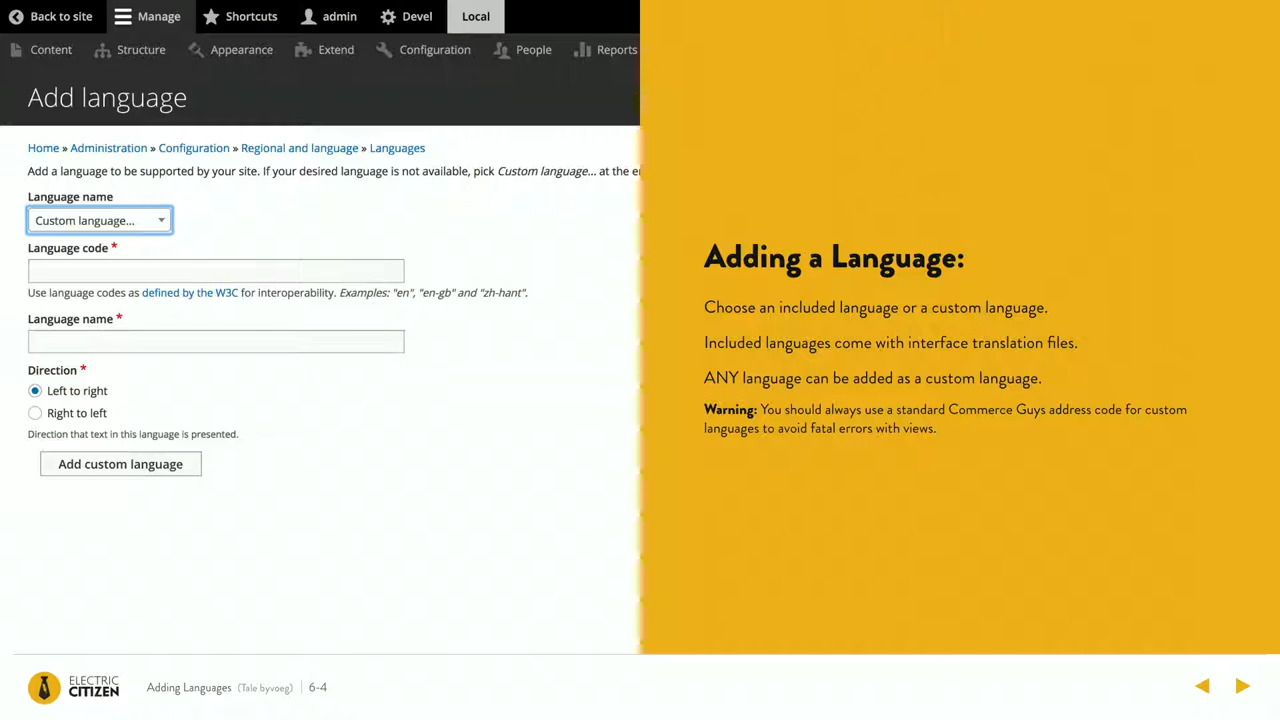 Back to site
Manage
Shortcuts
admin
Devel
Local
Content
Structure
Appearance
Extend
Configuration
People
Reports
Add language
Home » Administration » Configuration » Regional and language » Languages
Add a language to be supported by your site. If your desired language is not available, pick Custom language... at the
Language name
Custom language...
Language code *
Use language codes as defined by the W3C for interoperability. Examples: "en", "en-gb" and "zh-hant".
Language name *
Direction *
Left to right
Right to left
Direction that text in this language is presented.
Add custom language
Adding a Language:
Choose an included language or a custom language.
Included languages come with interface translation files.
ANY language can be added as a custom language.
Warning: You should always use a standard Commerce Guys address code for custom
languages to avoid fatal errors with views.
ELECTRIC
CITIZEN
Adding Languages (Tale byvoeg) | 6-4